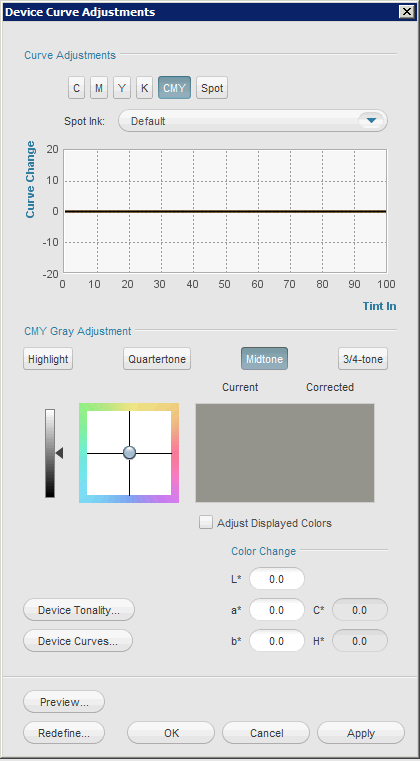 Device Curve Adjustments
Curve Adjustments
C M Y K CMY Spot
Spot Ink: Default
Curve Change
20
10
0
-10
-20
0 10 20 30 40 50 60 70 80 90 100
Tint In
CMY Gray Adjustment
Highlight Quartertone Midtone 3/4-tone
Current Corrected
Adjust Displayed Colors
Color Change
L* 0.0
Device Tonality... a* 0.0 C* 0.0
Device Curves... b* 0.0 H* 0.0
Preview...
Redefine... OK Cancel Apply